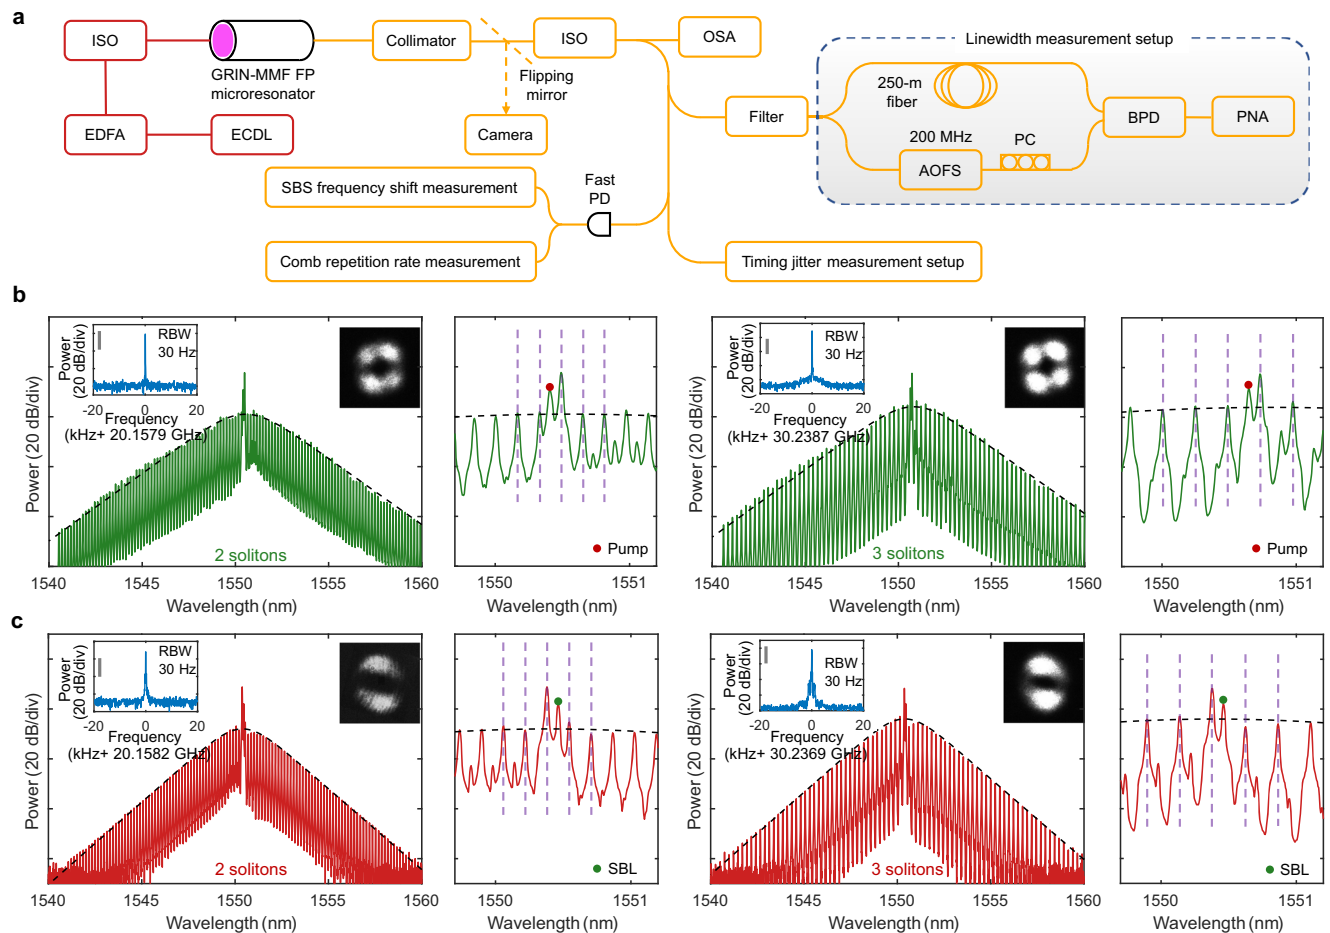 a
ISO
GRIN-MMF FP
microresonator
Collimator
ISO
OSA
Flipping
mirror
EDFA
ECDL
Camera
Filter
Linewidth measurement setup
250-m
fiber
200 MHz
PC
AOFS
BPD
PNA
SBS frequency shift measurement
Fast
PD
Comb repetition rate measurement
Timing jitter measurement setup
b
Power (20 dB/div)
Power
(20 dB/div)
RBW
30 Hz
-20
0
20
Frequency
(kHz+ 20.1579 GHz)
2 solitons
1540
1545
1550
1555
1560
Wavelength (nm)
Pump
1550
1551
Wavelength (nm)
Power (20 dB/div)
Power
(20 dB/div)
RBW
30 Hz
-20
0
20
Frequency
(kHz+ 30.2387 GHz)
3 solitons
1540
1545
1550
1555
1560
Wavelength (nm)
Pump
1550
1551
Wavelength (nm)
c
Power (20 dB/div)
Power
(20 dB/div)
RBW
30 Hz
-20
0
20
Frequency
(kHz+ 20.1582 GHz)
2 solitons
1540
1545
1550
1555
1560
Wavelength (nm)
SBL
1550
1551
Wavelength (nm)
Power (20 dB/div)
Power
(20 dB/div)
RBW
30 Hz
-20
0
20
Frequency
(kHz+ 30.2369 GHz)
3 solitons
1540
1545
1550
1555
1560
Wavelength (nm)
SBL
1550
1551
Wavelength (nm)